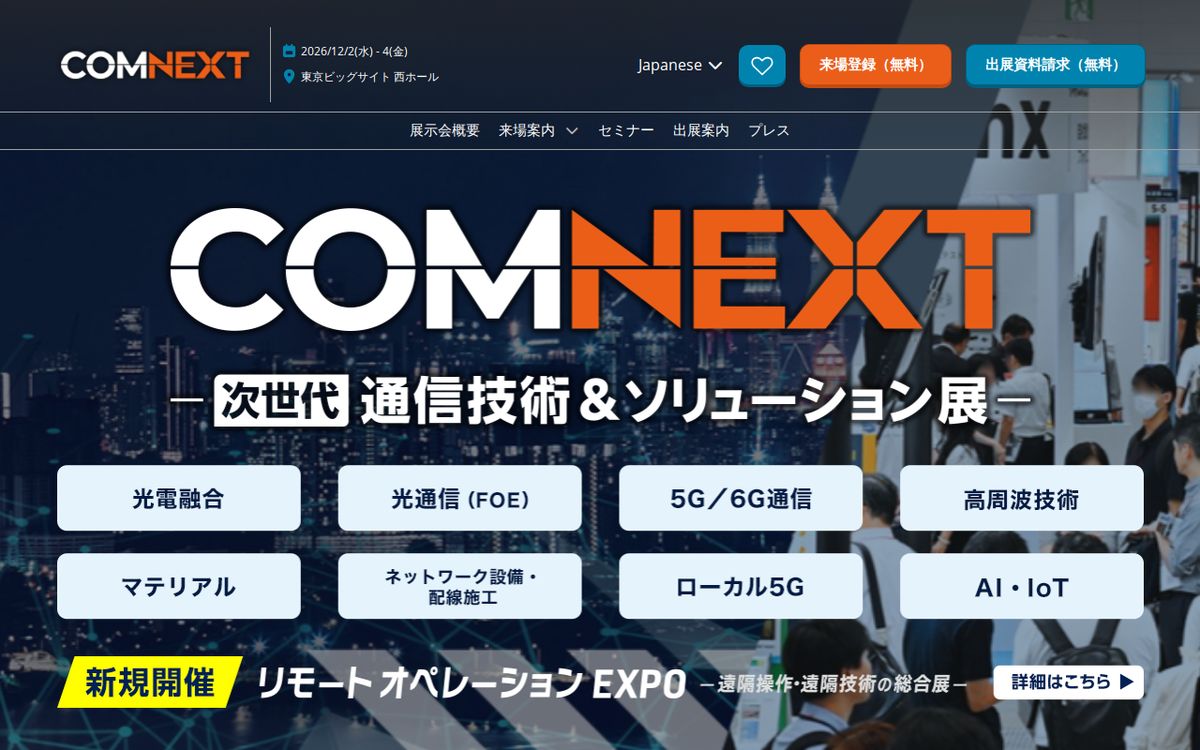 COMNEXT
2026/12/2(水) - 4(金)
東京ビッグサイト 西ホール
Japanese
来場登録（無料）
出展資料請求（無料）
展示会概要 来場案内 セミナー 出展案内 プレス
COMNEXT
次世代 通信技術＆ソリューション展
光電融合
光通信（FOE）
5G／6G通信
高周波技術
マテリアル
ネットワーク設備・
配線施工
ローカル5G
AI・IoT
新規開催 リモート オペレーション EXPO －遠隔操作・遠隔技術の総合展－ 詳細はこちら ▶